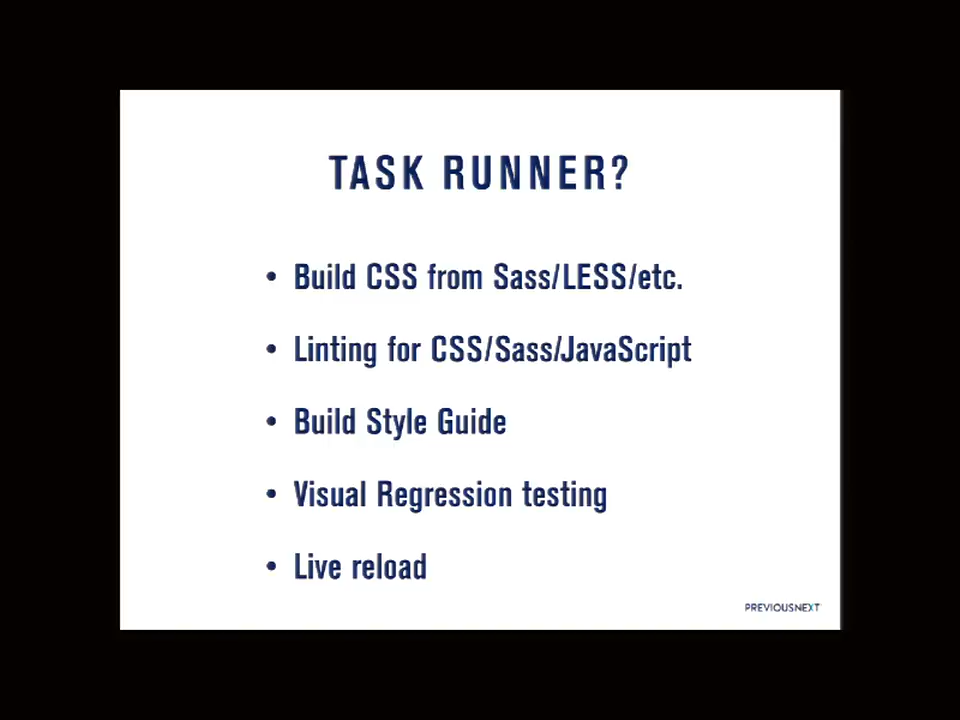 TASK RUNNER?
• Build CSS from Sass/LESS/etc.
• Linting for CSS/Sass/JavaScript
• Build Style Guide
• Visual Regression testing
• Live reload
PREVIOUSNEXT